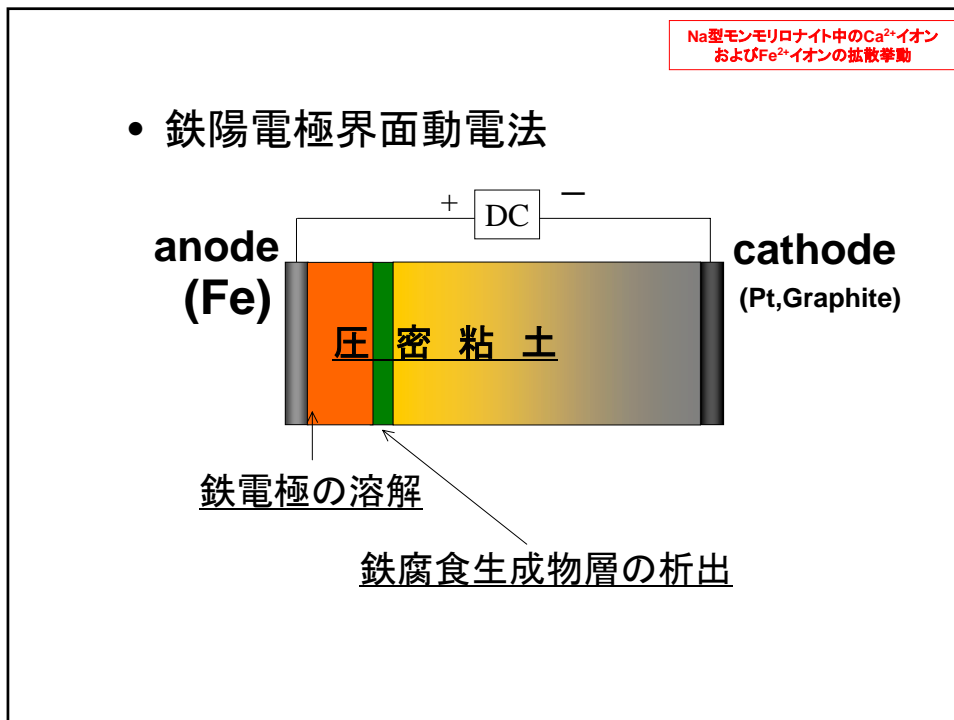 Na型モンモリロナイト中のCa²⁺イオン
およびFe²⁺イオンの拡散挙動
• 鉄陽電極界面動電法
+ DC －
anode
(Fe)
cathode
(Pt,Graphite)
圧 密 粘 土
鉄電極の溶解
鉄腐食生成物層の析出